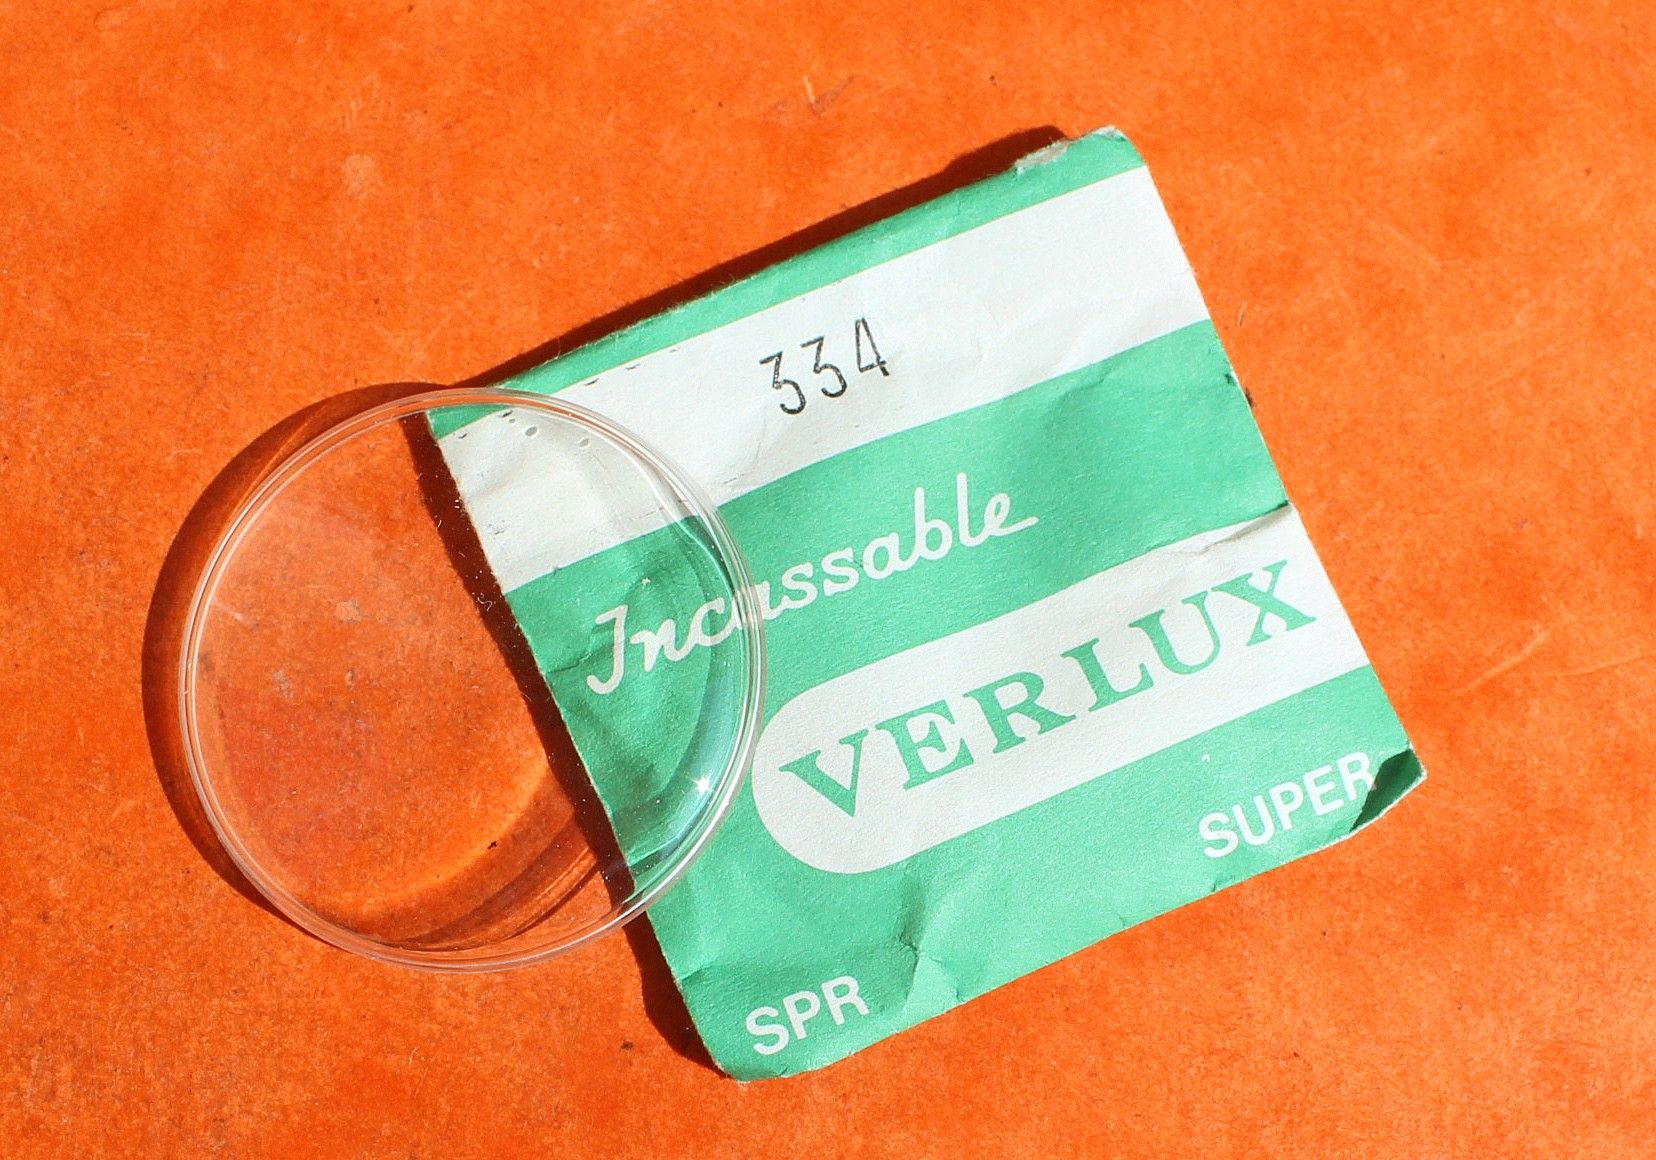 334
Incassable
VERLUX
SUPER
SPR